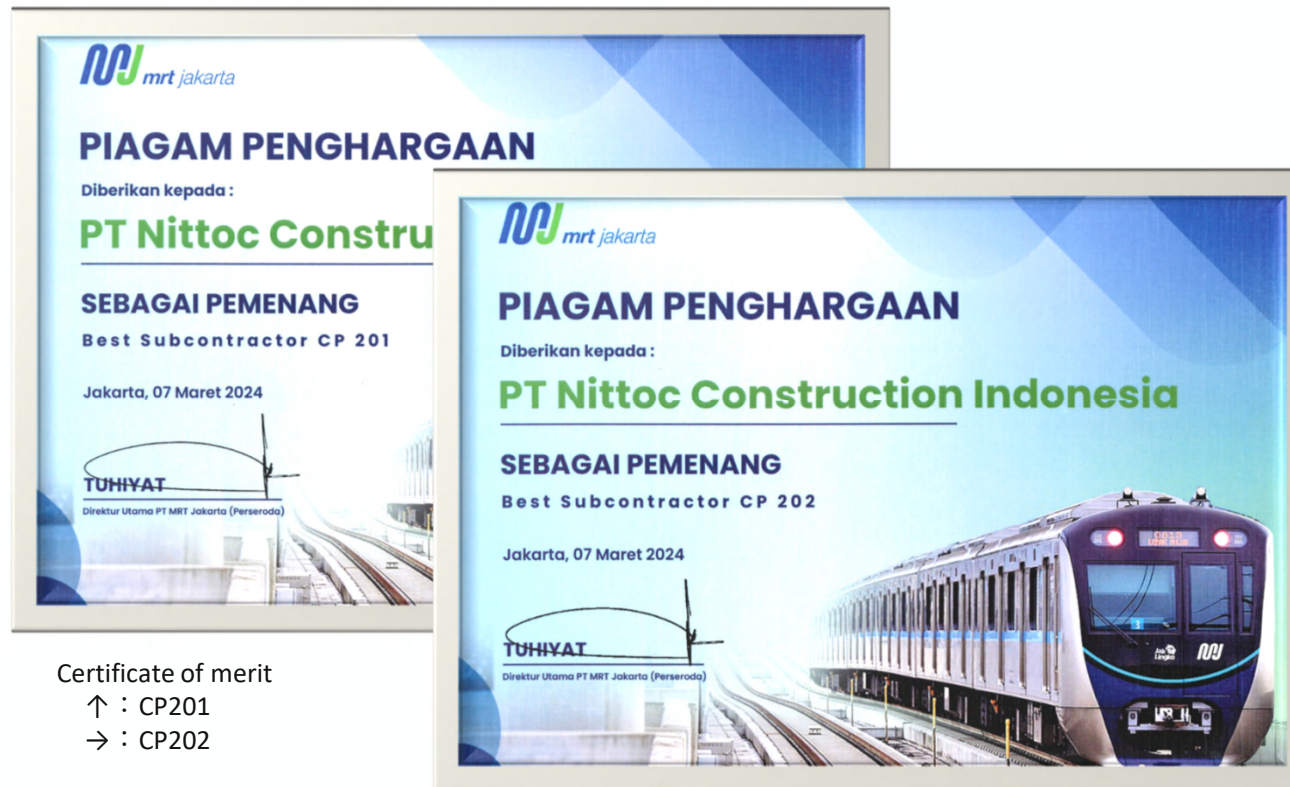 mrt jakarta
PIAGAM PENGHARGAAN
Diberikan kepada :
PT Nittoc Constru
SEBAGAI PEMENANG
Best Subcontractor CP 201
Jakarta, 07 Maret 2024
TUHIYAT
Direktur Utama PT MRT Jakarta (Perseroda)
mrt jakarta
PIAGAM PENGHARGAAN
Diberikan kepada :
PT Nittoc Construction Indonesia
SEBAGAI PEMENANG
Best Subcontractor CP 202
Jakarta, 07 Maret 2024
TUHIYAT
Direktur Utama PT MRT Jakarta (Perseroda)
3
Jak
Lingko
Certificate of merit
↑：CP201
→：CP202